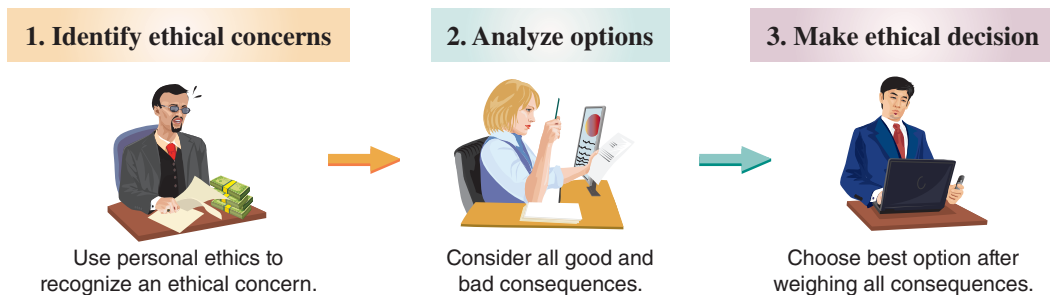 1. Identify ethical concerns
2. Analyze options
3. Make ethical decision
Use personal ethics to
recognize an ethical concern.
Consider all good and
bad consequences.
Choose best option after
weighing all consequences.